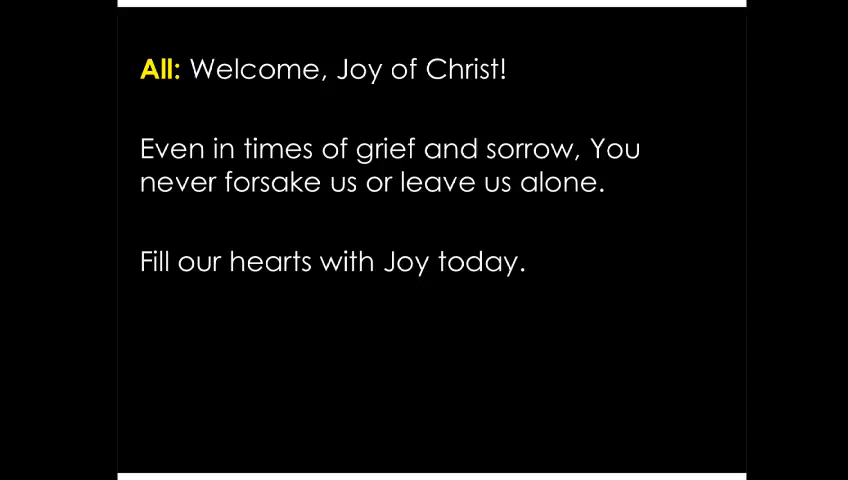 All: Welcome, Joy of Christ!
Even in times of grief and sorrow, You
never forsake us or leave us alone.
Fill our hearts with Joy today.